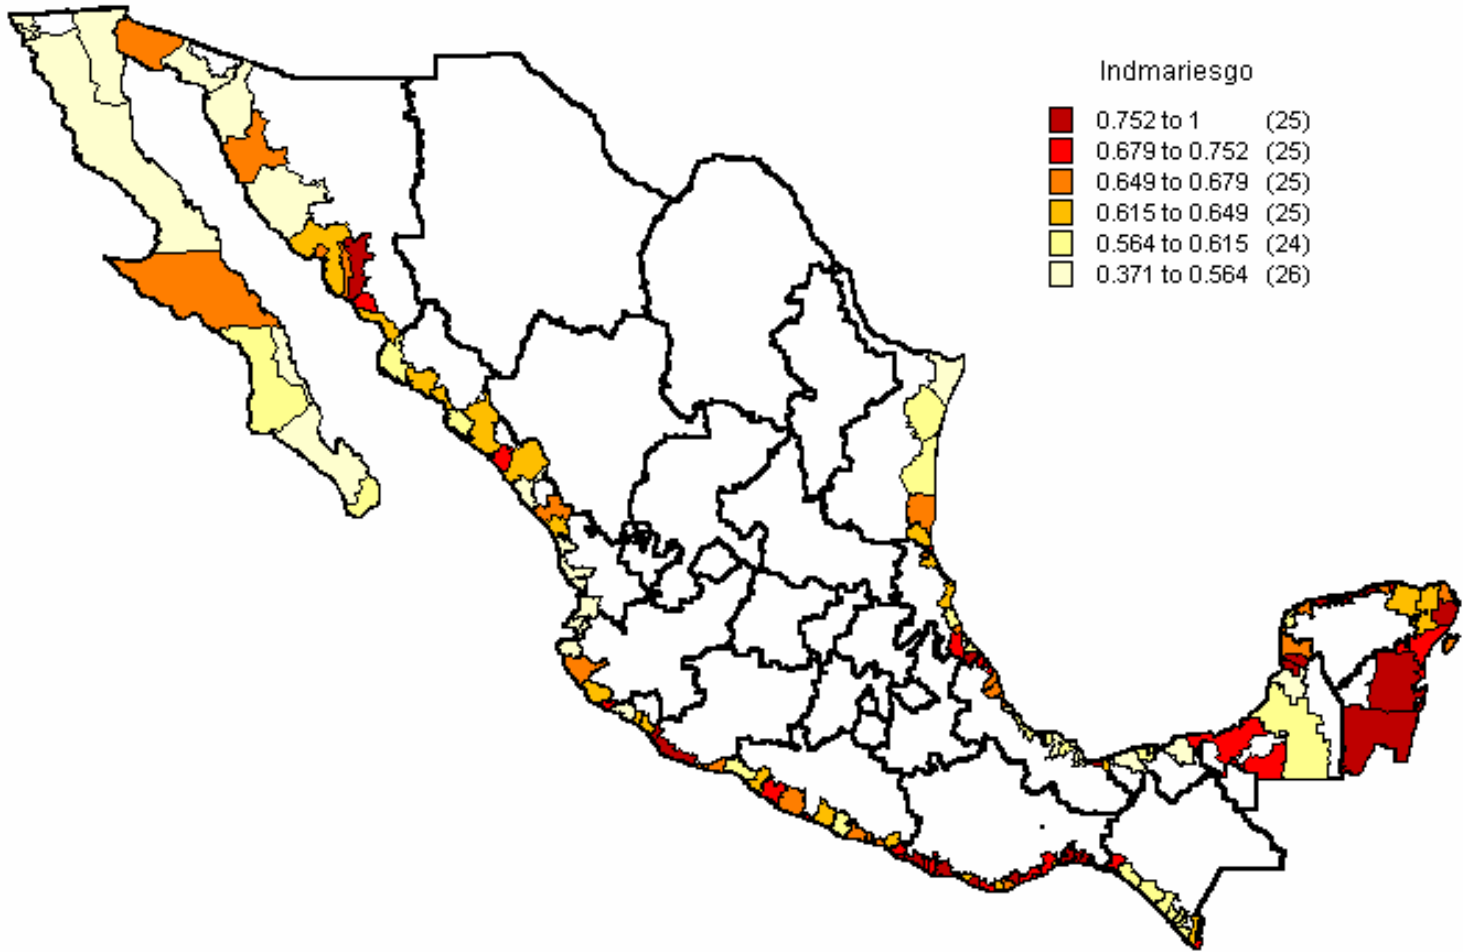 Indmariesgo
0.752 to 1 (25)
0.679 to 0.752 (25)
0.649 to 0.679 (25)
0.615 to 0.649 (25)
0.564 to 0.615 (24)
0.371 to 0.564 (26)